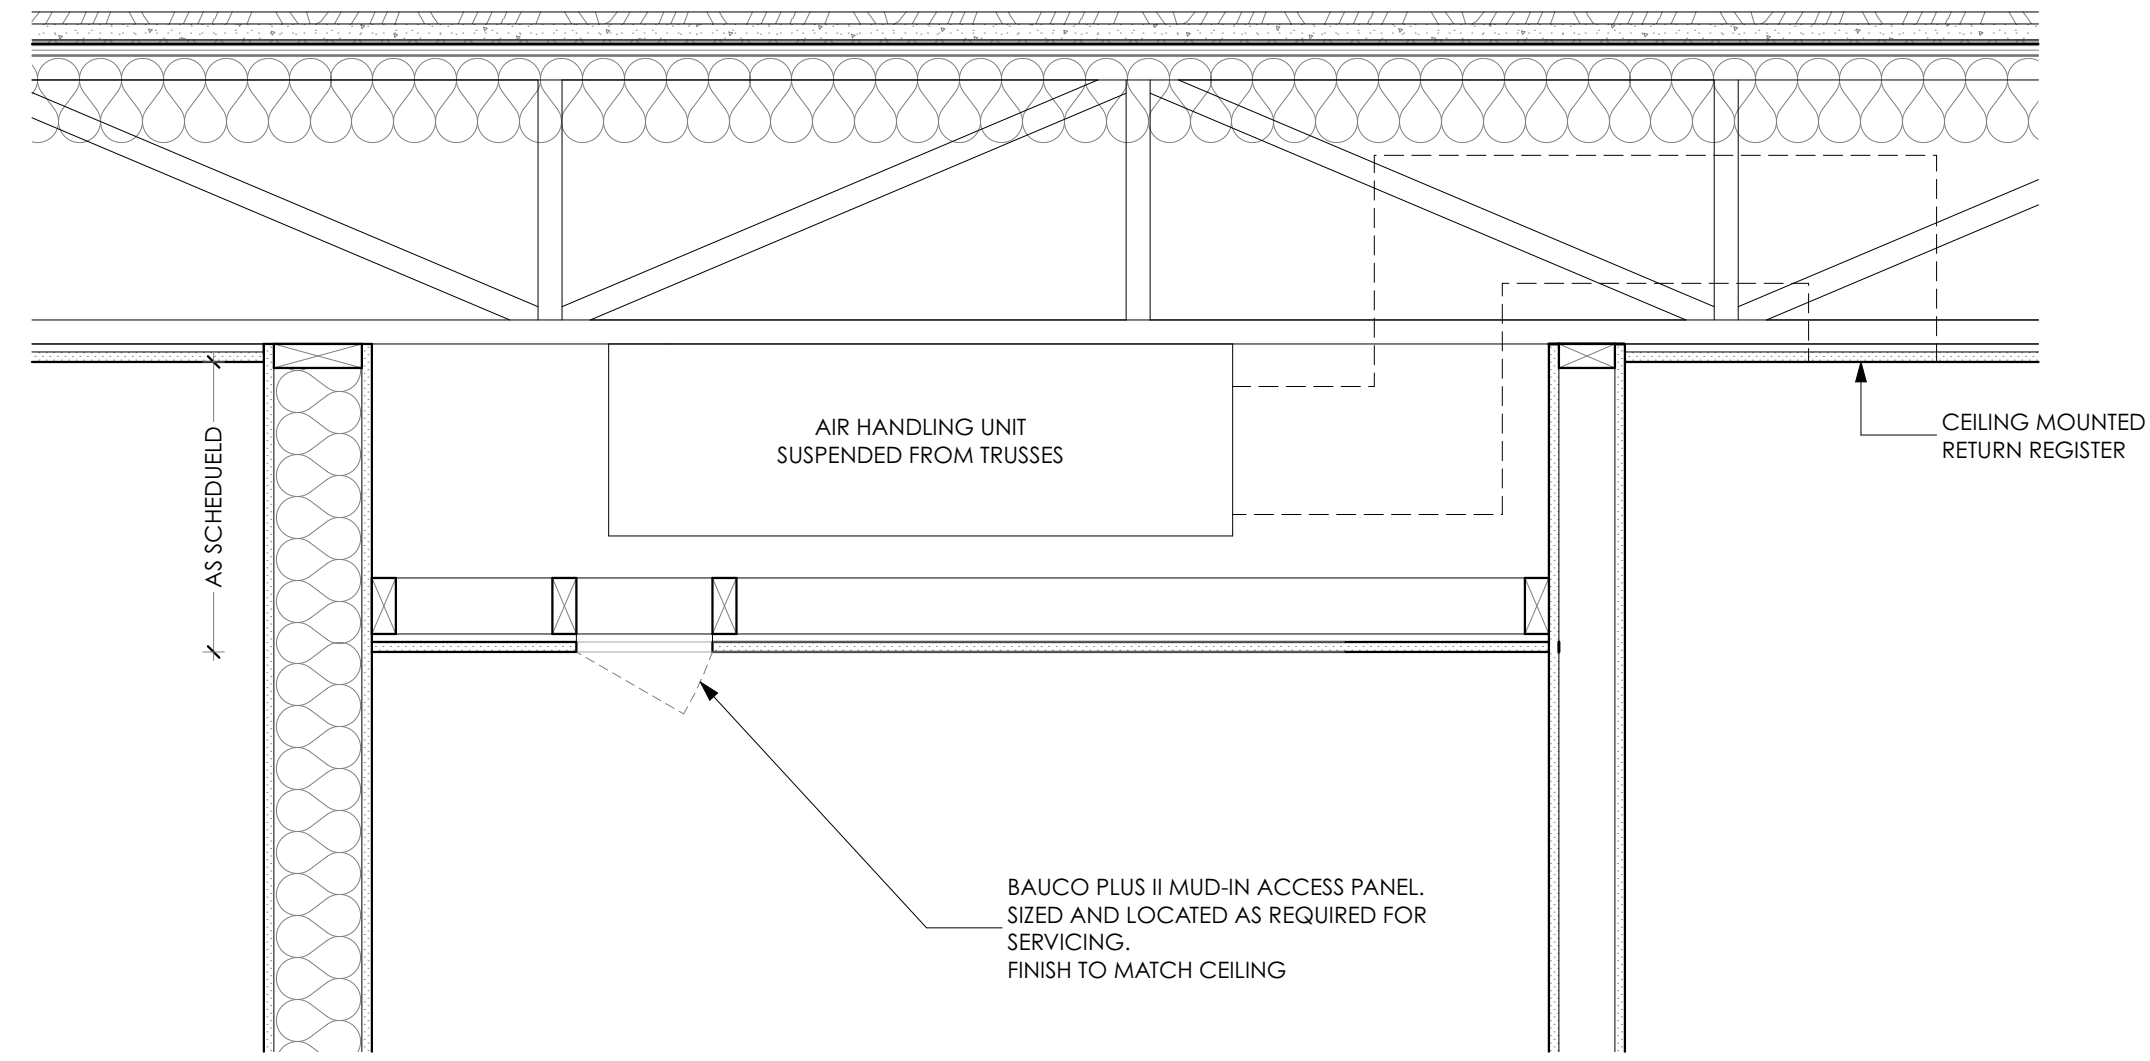 AIR HANDLING UNIT
SUSPENDED FROM TRUSSES
CEILING MOUNTED
RETURN REGISTER
AS SCHEDUELD
BAUCO PLUS II MUD-IN ACCESS PANEL.
SIZED AND LOCATED AS REQUIRED FOR
SERVICING.
FINISH TO MATCH CEILING